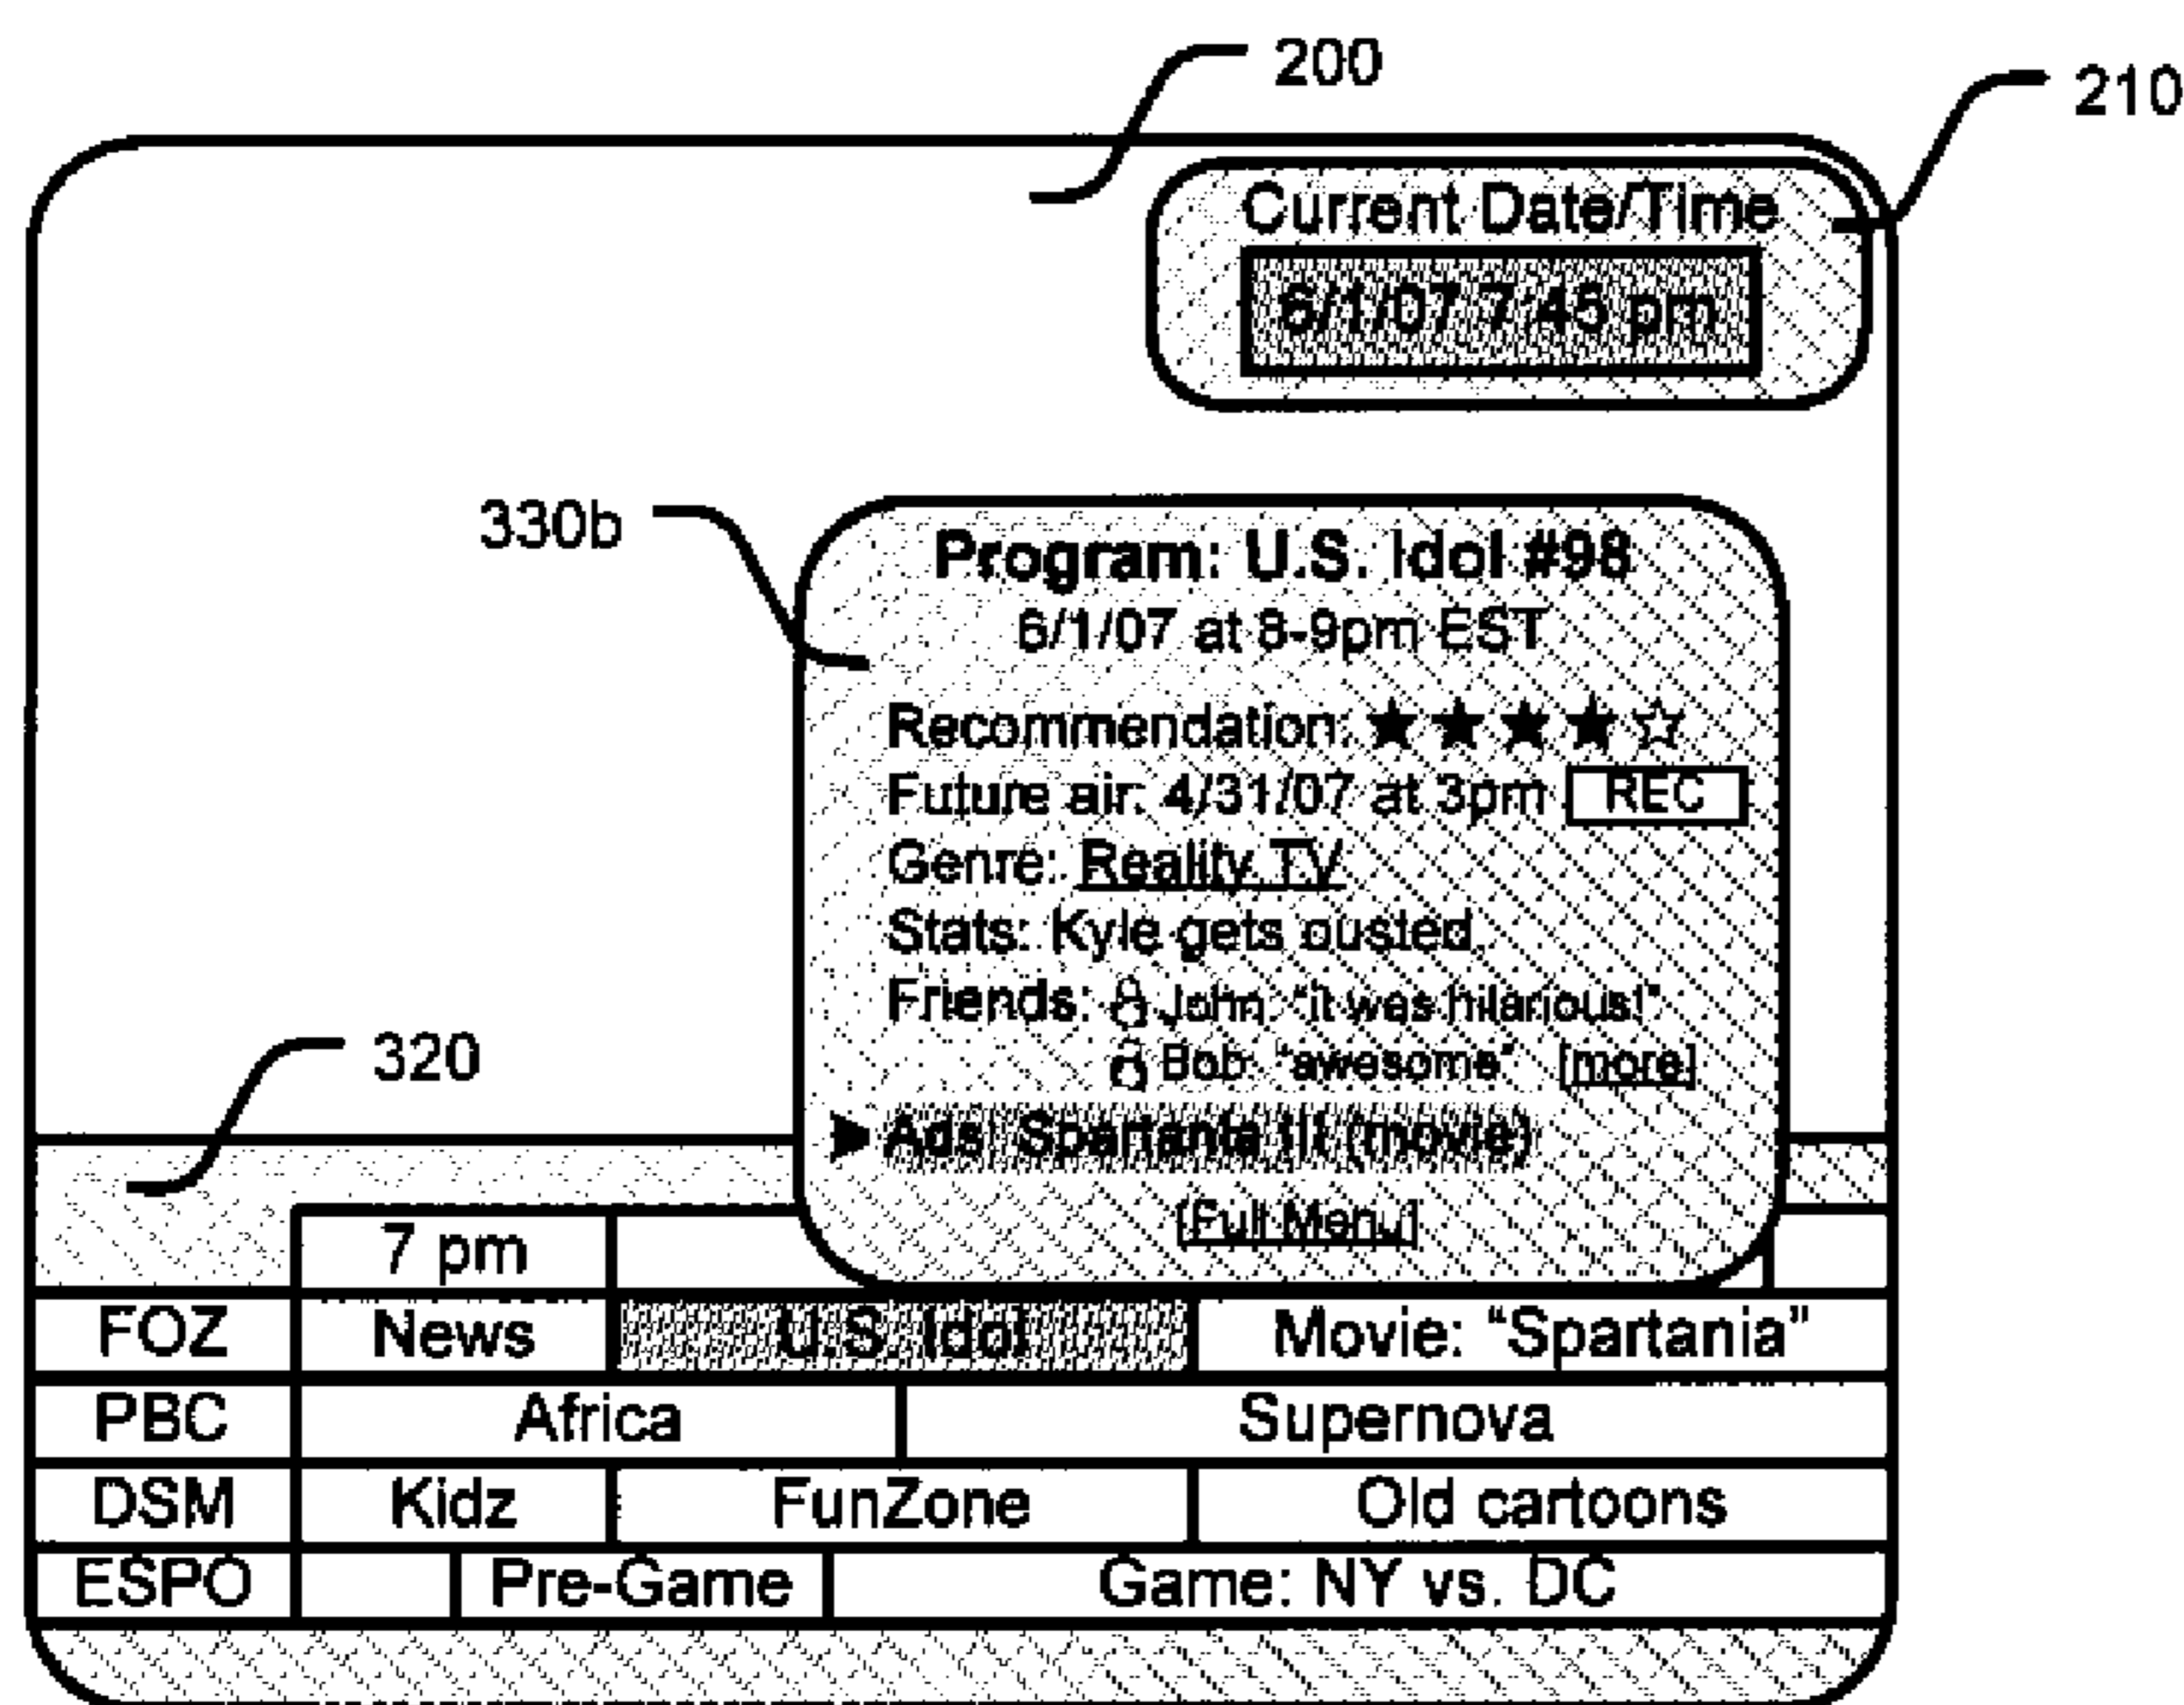 200
210
Current Date/Time
6/1/07 7:45 pm
330b
Program: U.S. Idol #98
6/1/07 at 8-9pm EST
Recommendation: ★★★★☆
Future air: 4/31/07 at 3pm REC
Genre: Reality TV
Stats: Kyle gets ousted.
Friends: John: "it was hilarious!"
Bob: "awesome" [more]
320
Ads: Spartania III (movie)
[Full Menu]
7 pm
FOZ News U.S. Idol Movie: “Spartania”
PBC Africa Supernova
DSM Kidz FunZone Old cartoons
ESPO Pre-Game Game: NY vs. DC